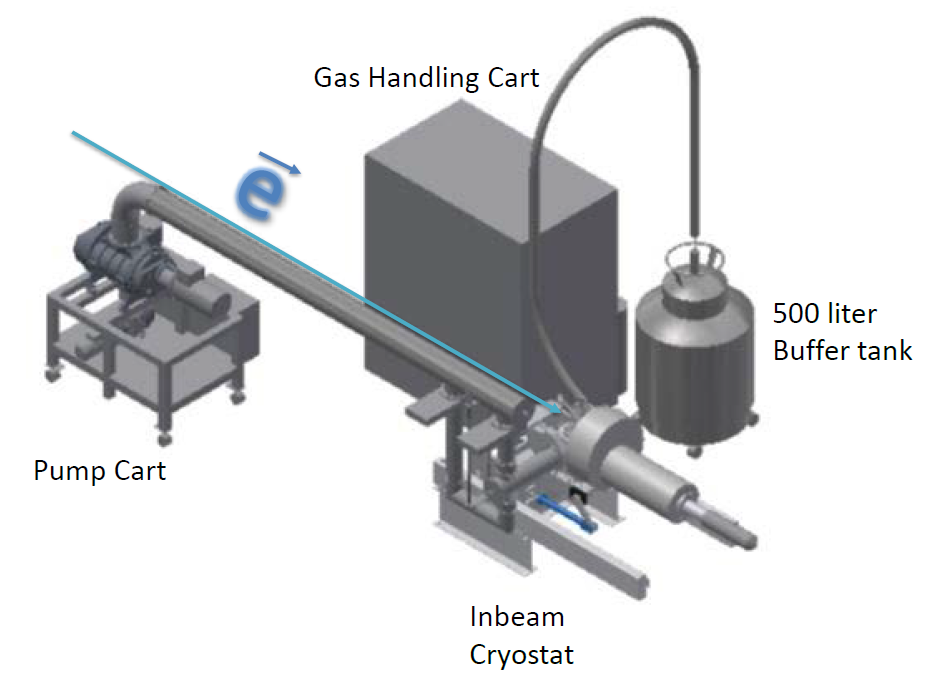 Gas Handling Cart
e
500 liter
Buffer tank
Pump Cart
Inbeam
Cryostat